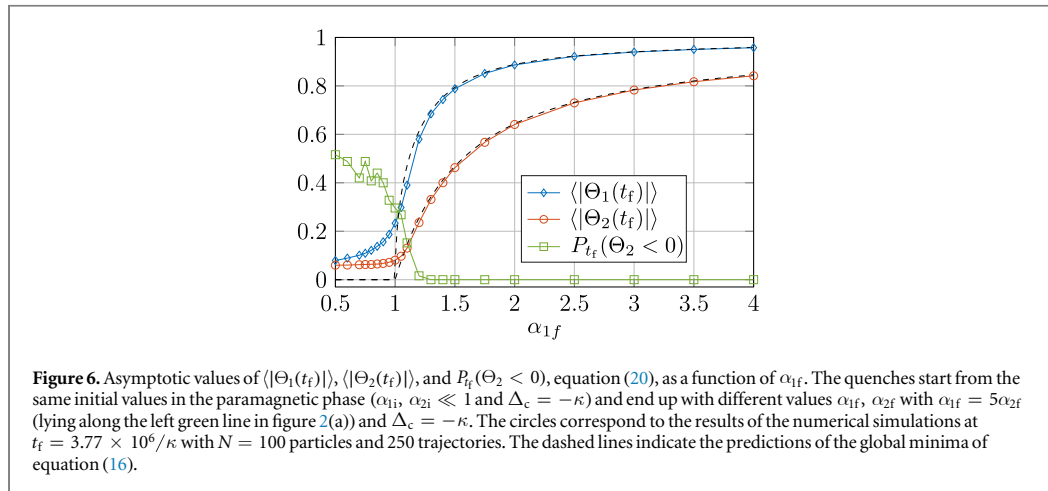 1
0.8
0.6
0.4
0.2
0
0.5 1 1.5 2 2.5 3 3.5 4
α1f
⟨|Θ1(tf)|⟩
⟨|Θ2(tf)|⟩
Ptf(Θ2 < 0)
Figure 6. Asymptotic values of ⟨|Θ1(tf)|⟩, ⟨|Θ2(tf)|⟩, and Ptf(Θ2 < 0), equation (20), as a function of α1f. The quenches start from the
same initial values in the paramagnetic phase (α1i, α2i ≪ 1 and Δc = −κ) and end up with different values α1f, α2f with α1f = 5α2f
(lying along the left green line in figure 2(a)) and Δc = −κ. The circles correspond to the results of the numerical simulations at
tf = 3.77 × 10⁶/κ with N = 100 particles and 250 trajectories. The dashed lines indicate the predictions of the global minima of
equation (16).